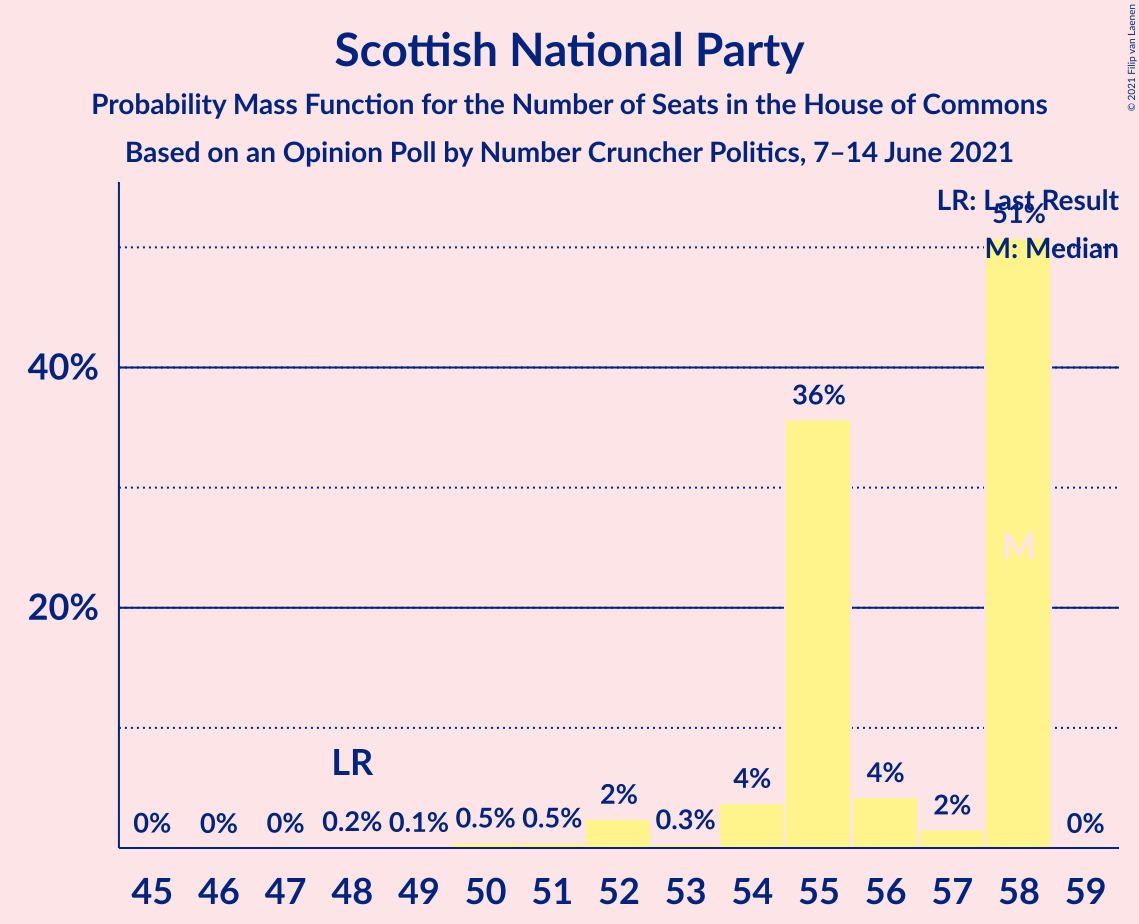 Scottish National Party
Probability Mass Function for the Number of Seats in the House of Commons
Based on an Opinion Poll by Number Cruncher Politics, 7–14 June 2021
© 2021 Filip van Laenen
LR: Last Result
M: Median
51%
40%
36%
M
20%
LR
0% 0% 0% 0.2% 0.1% 0.5% 0.5% 2% 0.3% 4% 4% 2% 0%
45 46 47 48 49 50 51 52 53 54 55 56 57 58 59